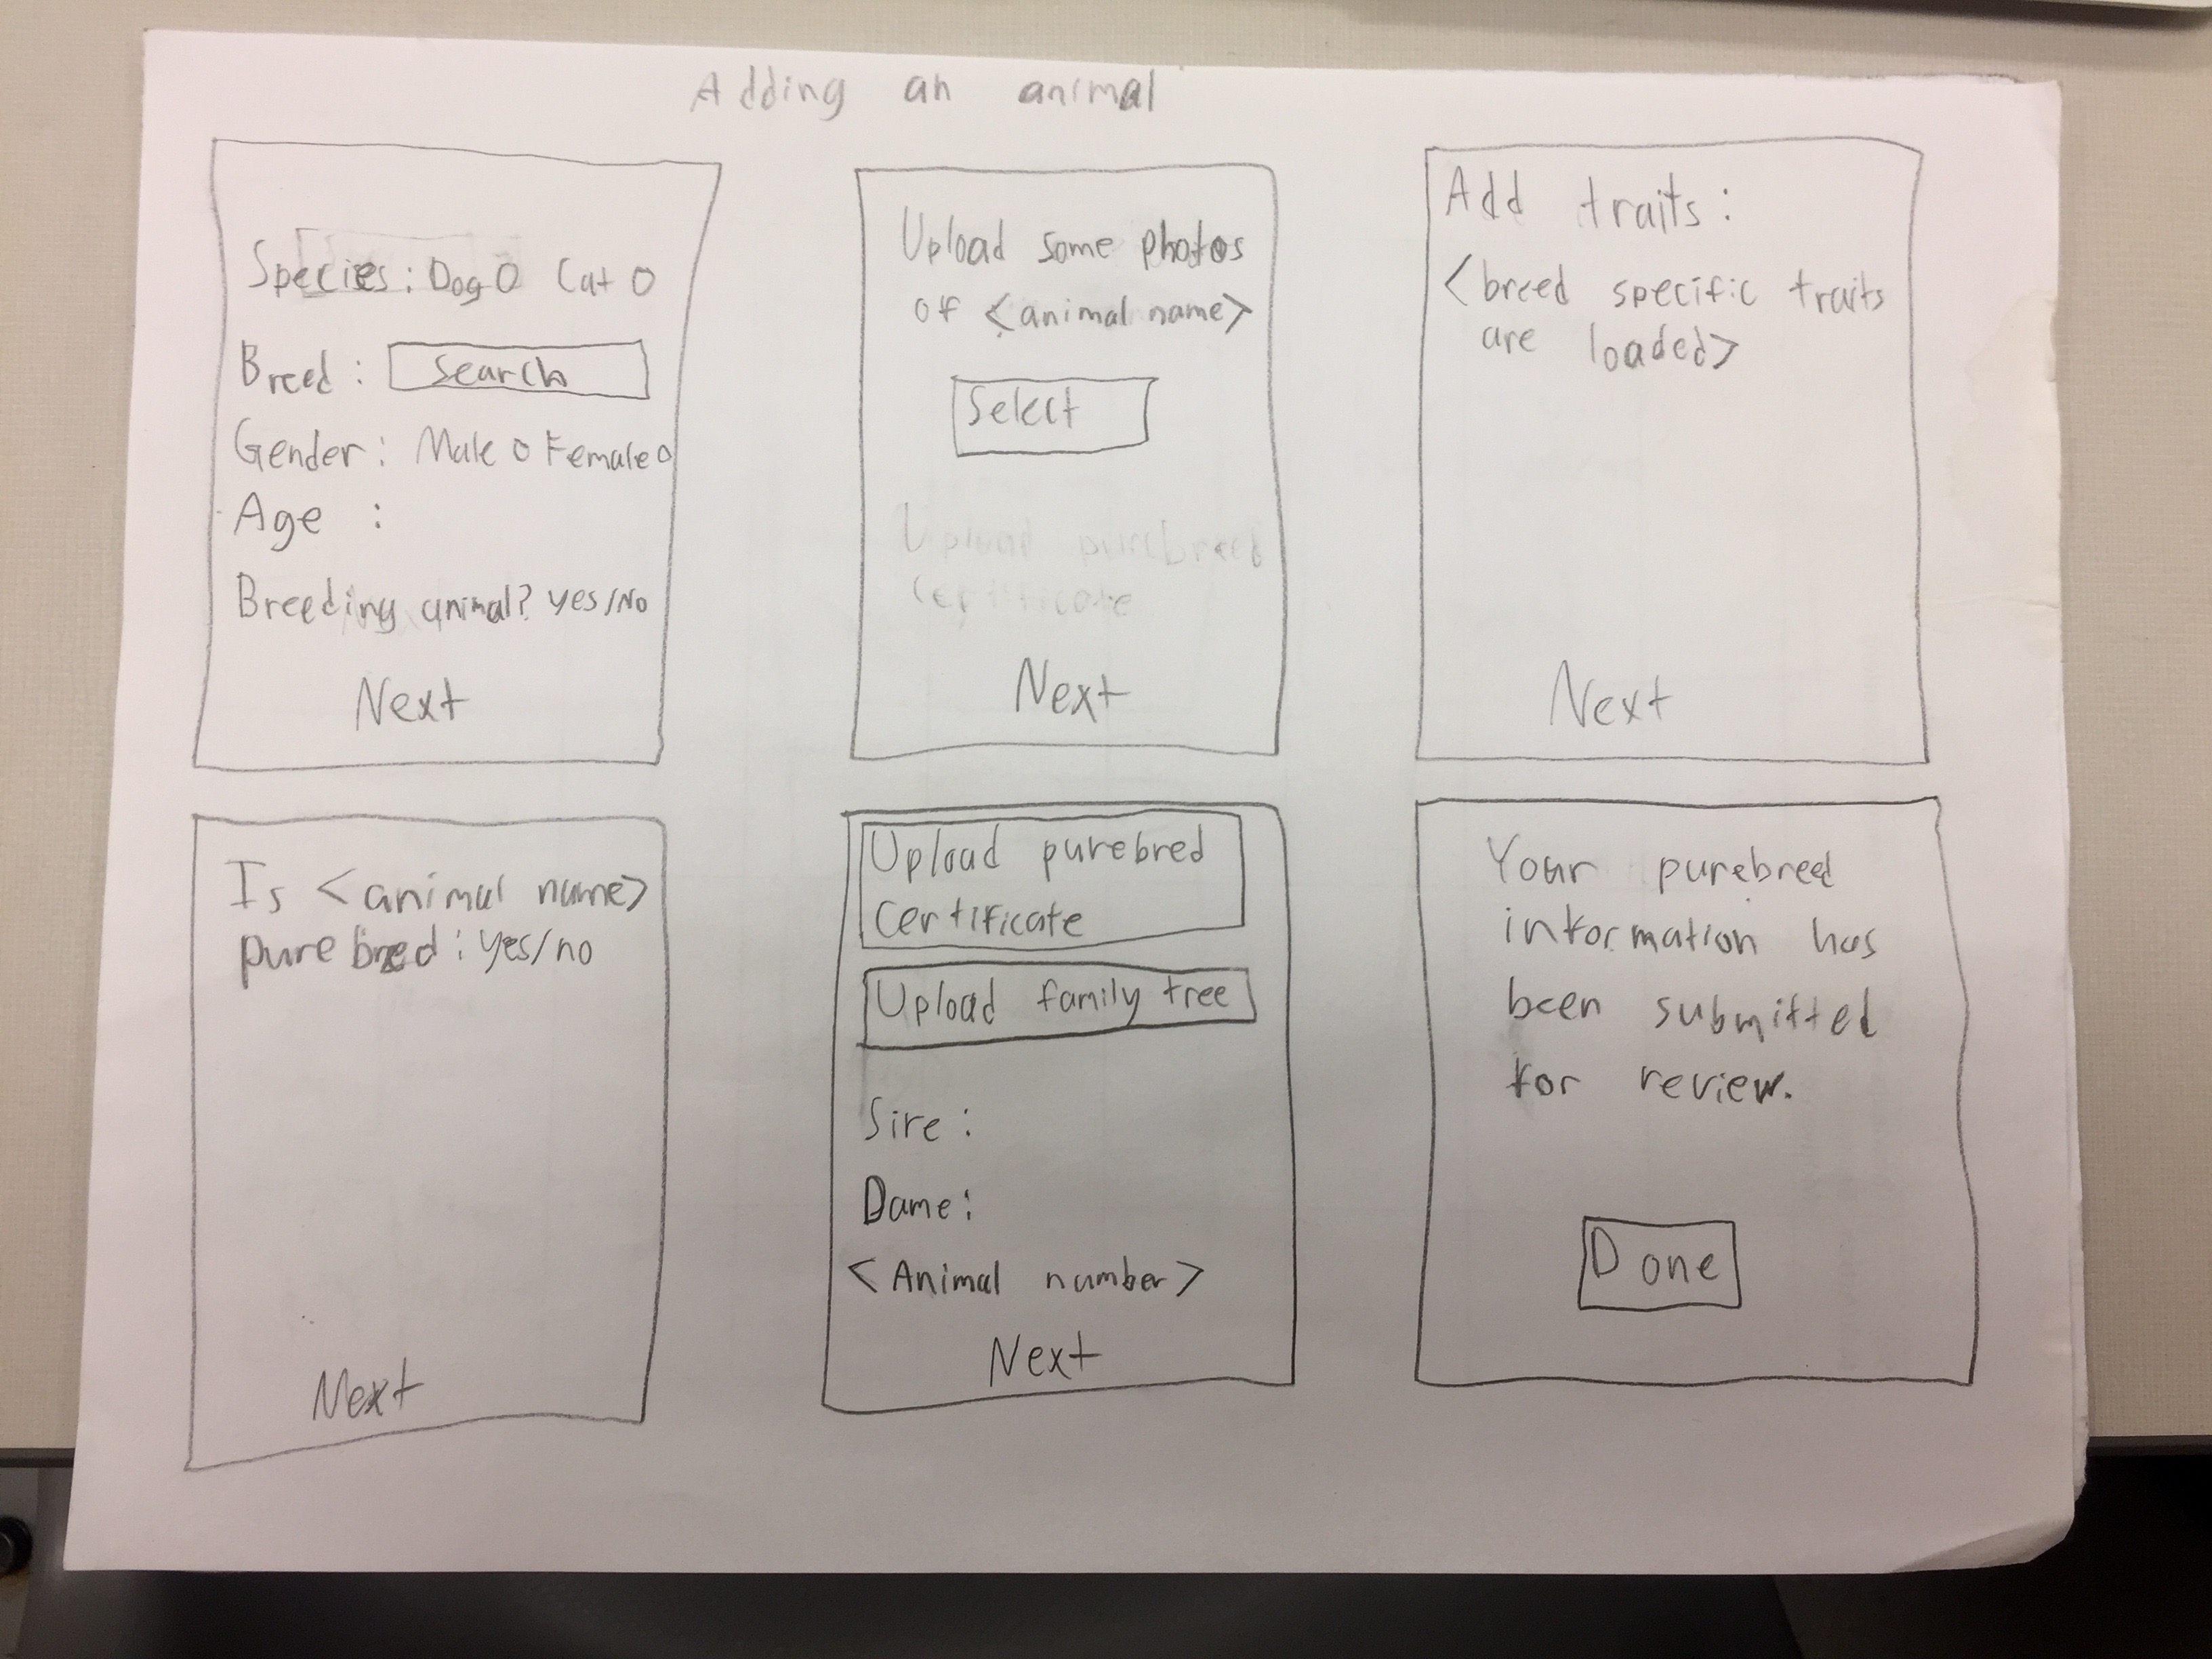 Adding an animal
Species: Dog O Cat O
Breed: Search
Gender: Male O Female O
Age :
Breeding animal? Yes/No
Next
Upload some photos
of <animal name>
Select
Upload purebred
Certificate
Next
Add traits:
<breed specific traits
are loaded>
Next
Is <animal name>
purebred: Yes/no
Next
Upload purebred
Certificate
Upload family tree
Sire:
Dame:
<Animal number>
Next
Your purebreed
information has
been submitted
for review.
Done